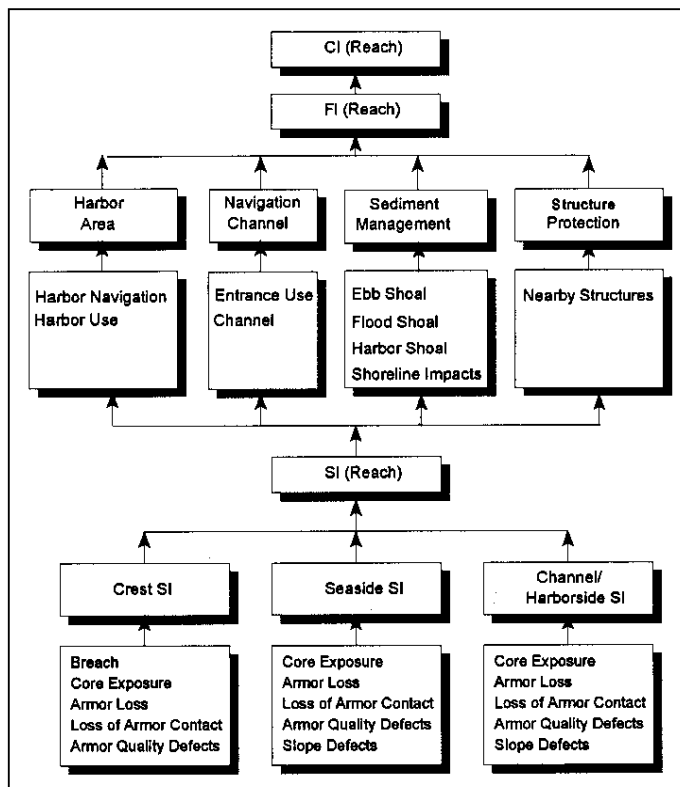 CI (Reach)
FI (Reach)
Harbor
Area
Navigation
Channel
Sediment
Management
Structure
Protection
Harbor Navigation
Harbor Use
Entrance Use
Channel
Ebb Shoal
Flood Shoal
Harbor Shoal
Shoreline Impacts
Nearby Structures
SI (Reach)
Crest SI
Seaside SI
Channel/
Harborside SI
Breach
Core Exposure
Armor Loss
Loss of Armor Contact
Armor Quality Defects
Core Exposure
Armor Loss
Loss of Armor Contact
Armor Quality Defects
Slope Defects
Core Exposure
Armor Loss
Loss of Armor Contact
Armor Quality Defects
Slope Defects